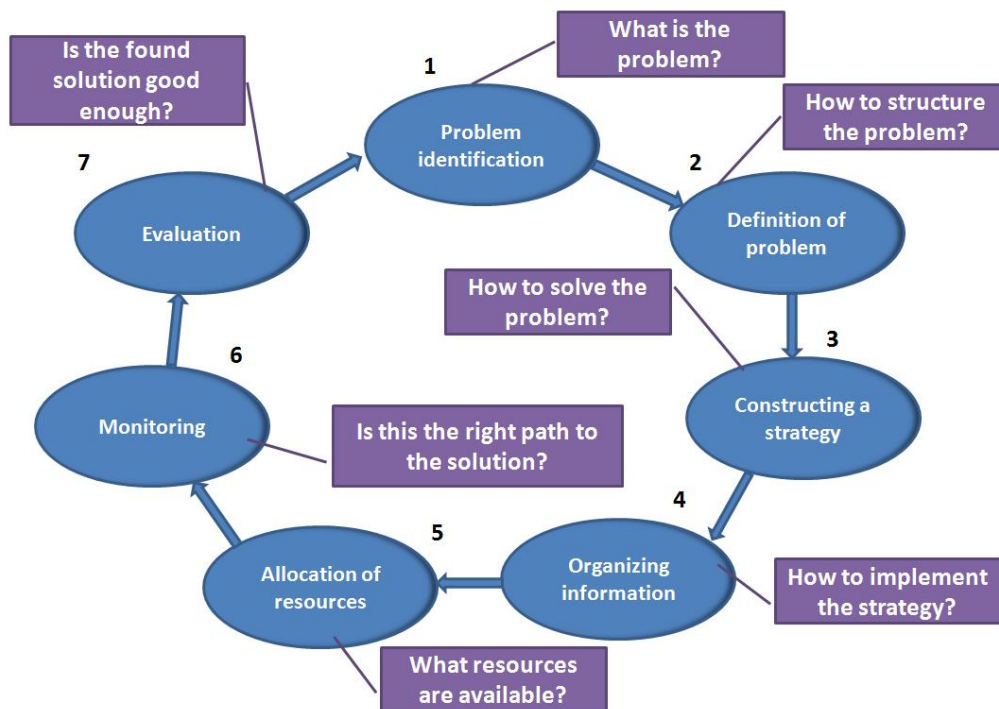 1
Problem
identification
What is the
problem?
2
Definition of
problem
How to structure
the problem?
3
Constructing a
strategy
How to solve the
problem?
4
Organizing
information
How to implement
the strategy?
5
Allocation of
resources
What resources
are available?
6
Monitoring
Is this the right path to
the solution?
7
Evaluation
Is the found
solution good
enough?